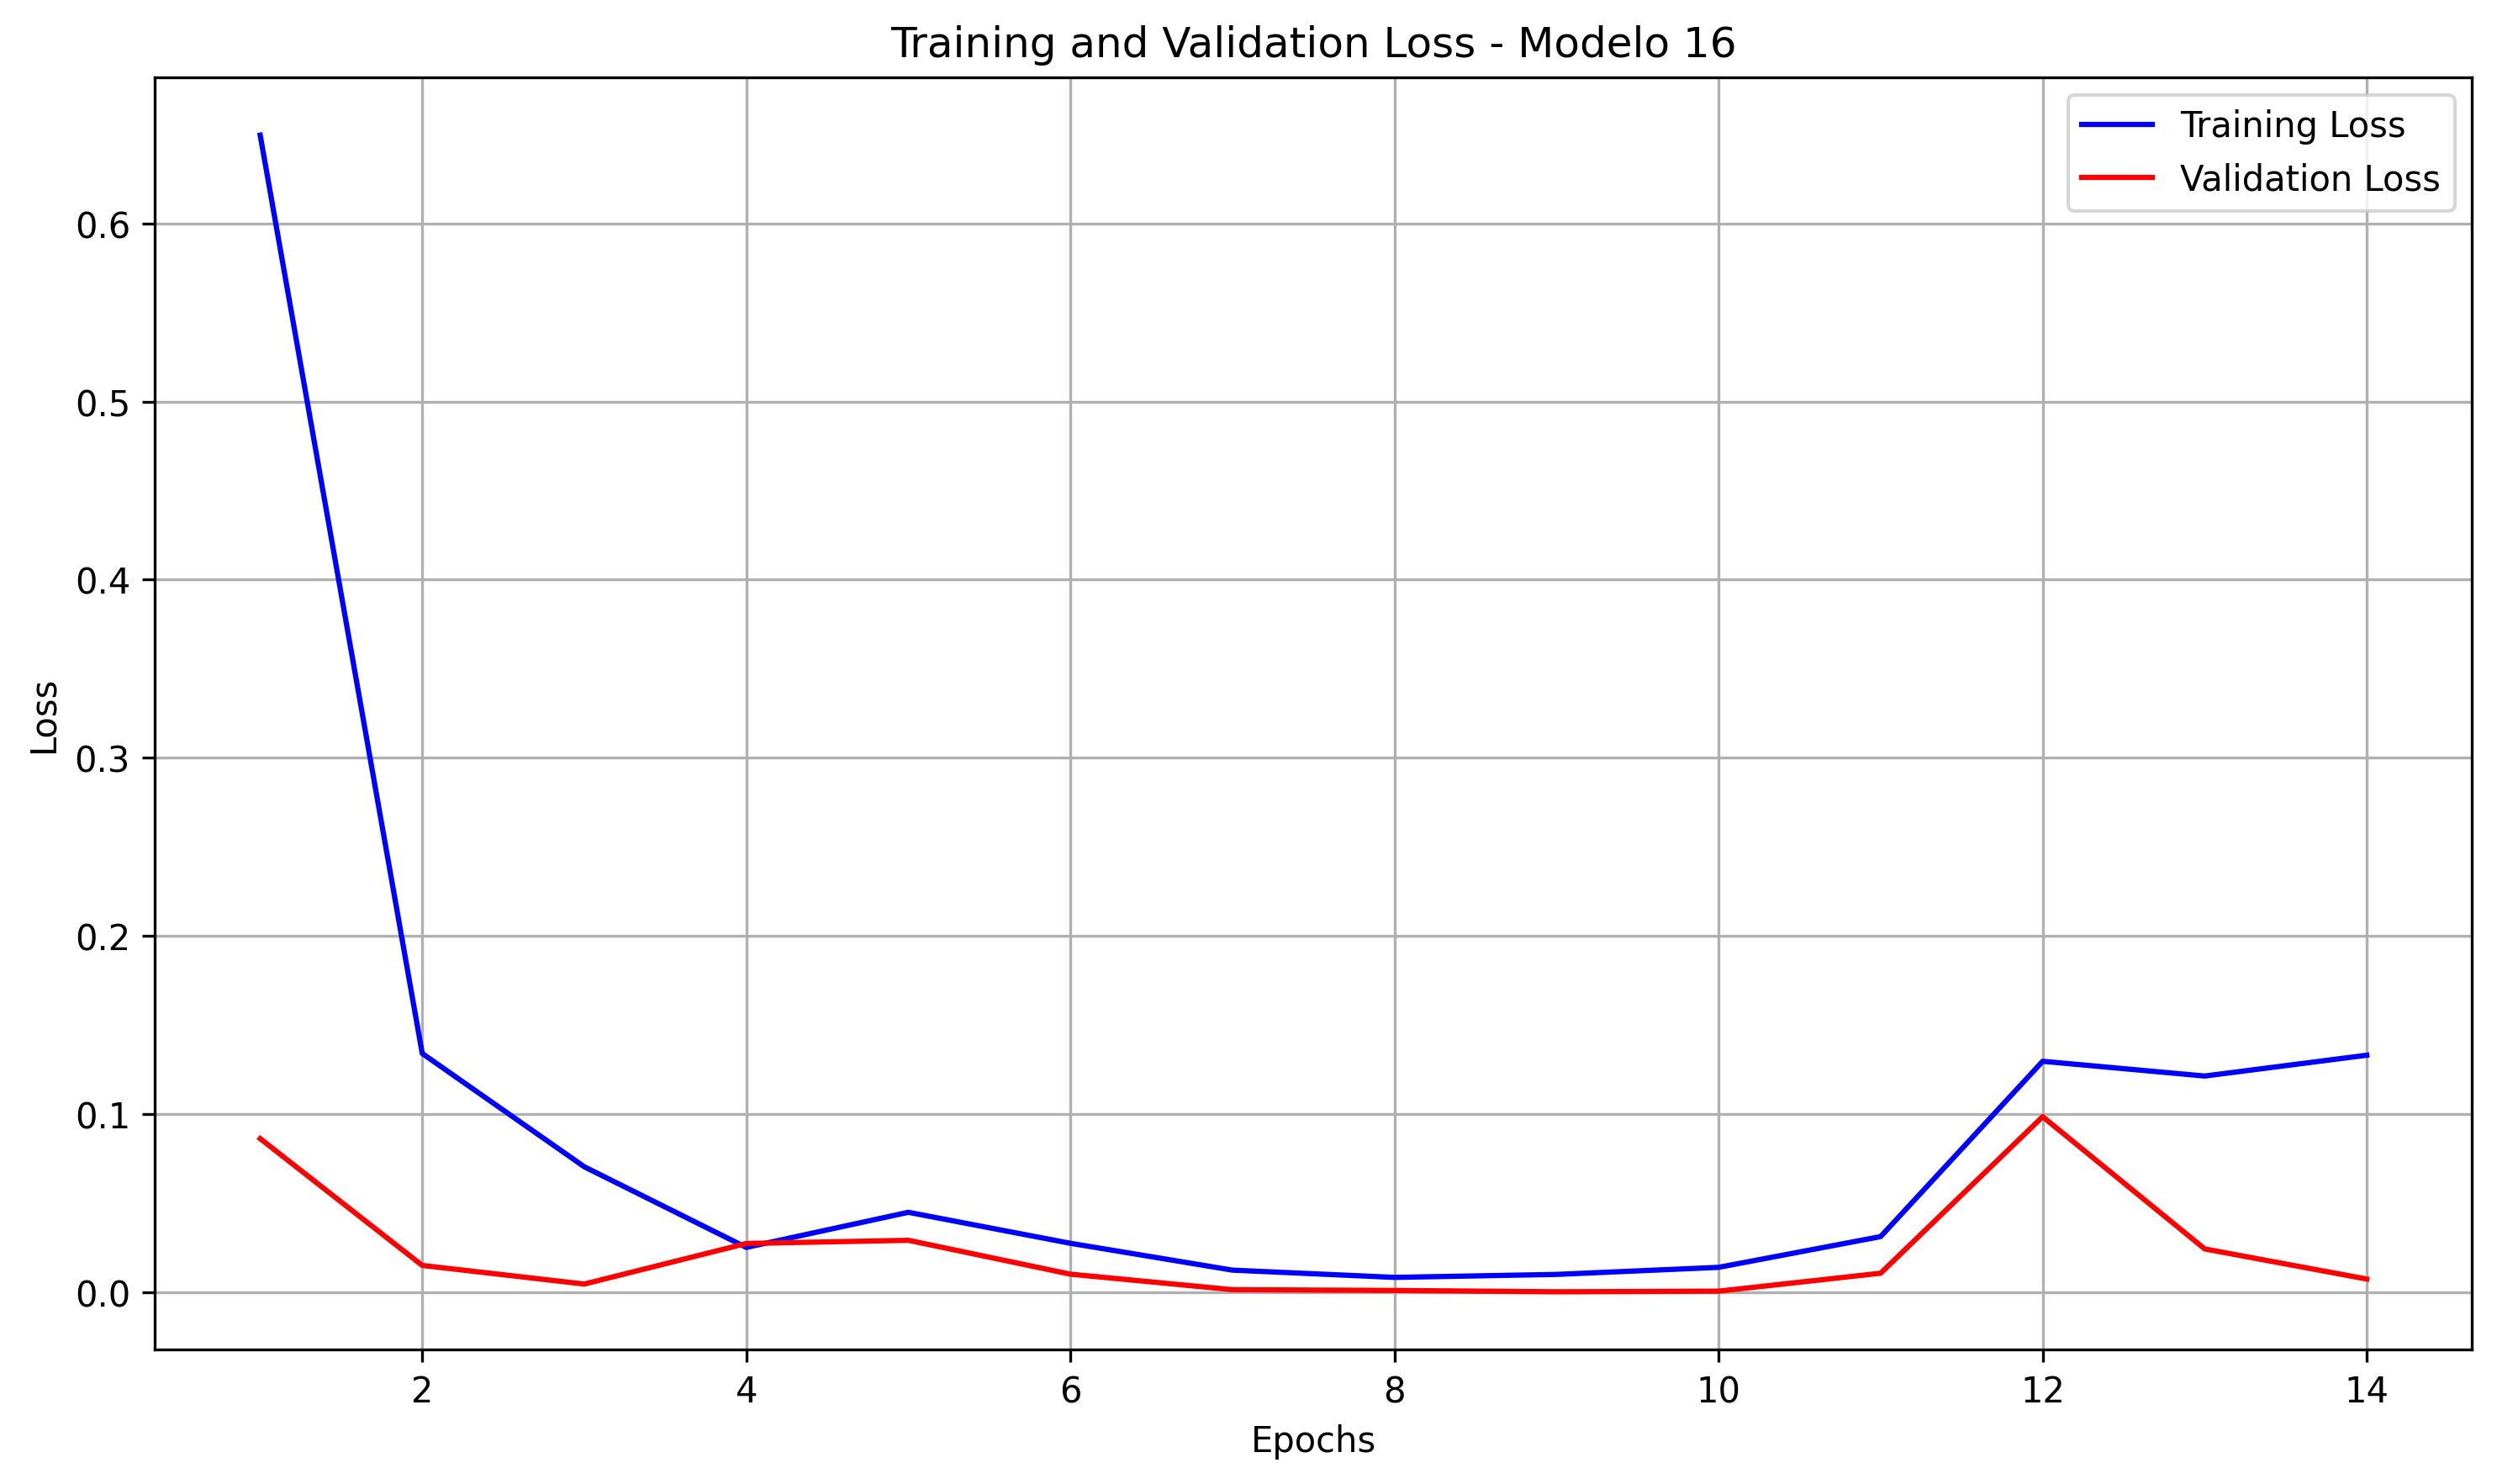 Training and Validation Loss - Modelo 16
Training Loss
Validation Loss
0.6
0.5
0.4
0.3
0.2
0.1
0.0
Loss
2 4 6 8 10 12 14
Epochs